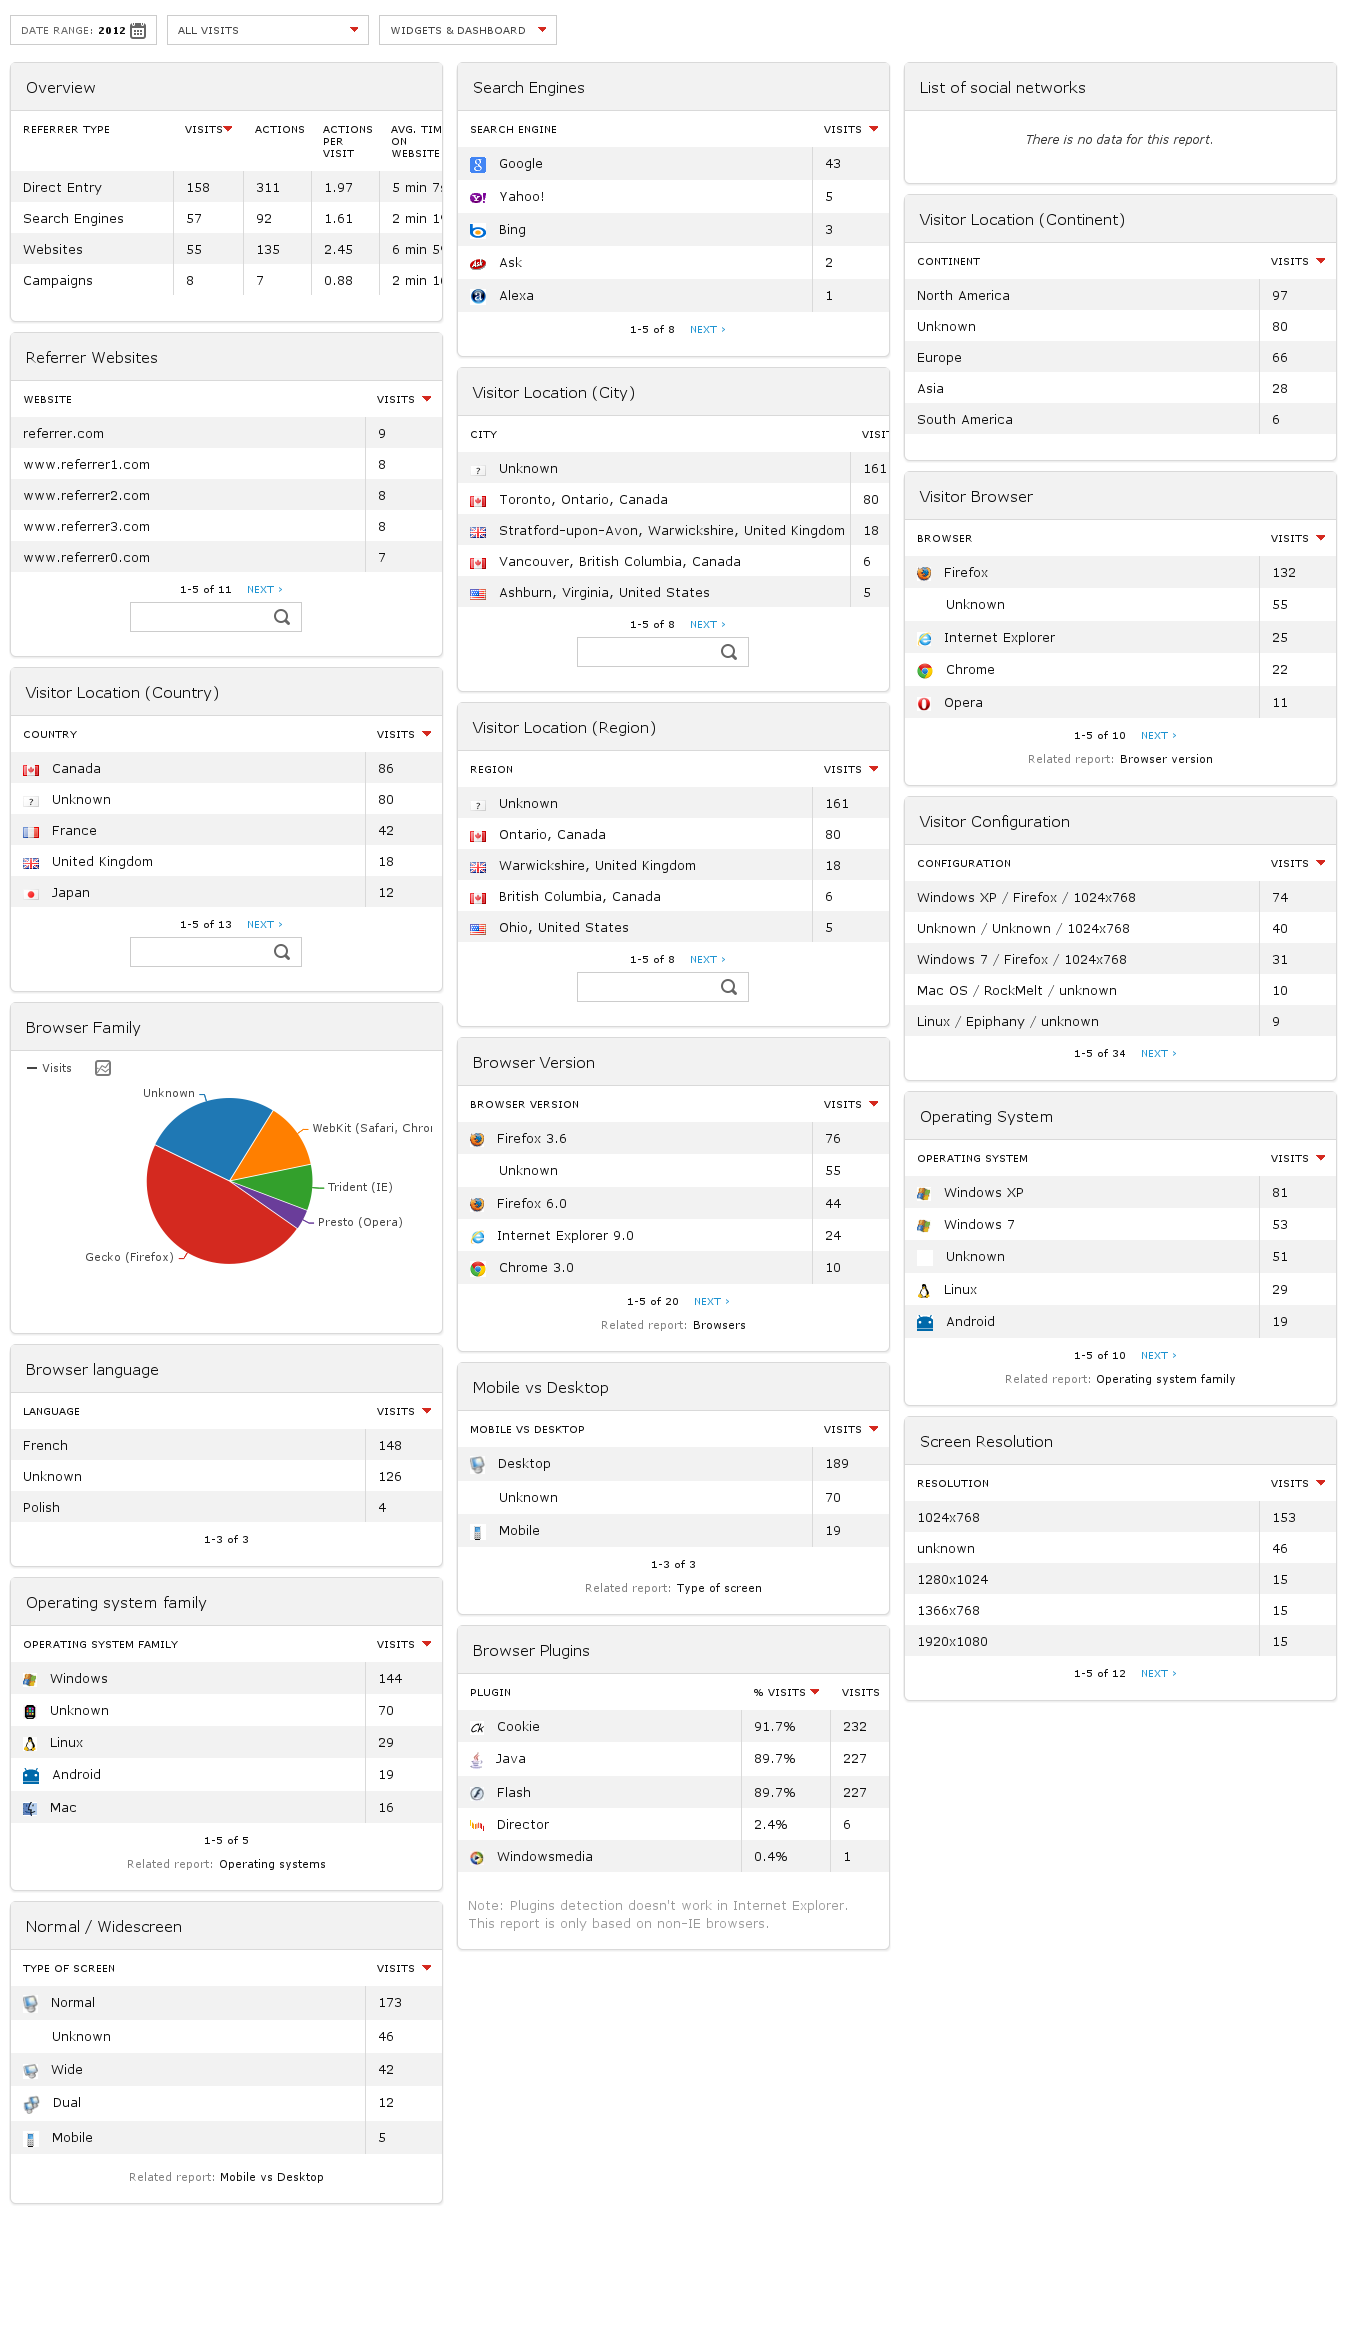 DATE RANGE: 2012
ALL VISITS
WIDGETS & DASHBOARD
Overview
REFERRER TYPE VISITS ACTIONS ACTIONS PER VISIT AVG. TIM ON WEBSITE
Direct Entry 158 311 1.97 5 min 7
Search Engines 57 92 1.61 2 min 1
Websites 55 135 2.45 6 min 5
Campaigns 8 7 0.88 2 min 1
Referrer Websites
WEBSITE VISITS
referrer.com 9
www.referrer1.com 8
www.referrer2.com 8
www.referrer3.com 8
www.referrer0.com 7
1-5 of 11 NEXT ›
Visitor Location (Country)
COUNTRY VISITS
Canada 86
? Unknown 80
France 42
United Kingdom 18
Japan 12
1-5 of 13 NEXT ›
Browser Family
Visits
Unknown
WebKit (Safari, Chro
Trident (IE)
Presto (Opera)
Gecko (Firefox)
Browser language
LANGUAGE VISITS
French 148
Unknown 126
Polish 4
1-3 of 3
Operating system family
OPERATING SYSTEM FAMILY VISITS
Windows 144
Unknown 70
Linux 29
Android 19
Mac 16
1-5 of 5
Related report: Operating systems
Normal / Widescreen
TYPE OF SCREEN VISITS
Normal 173
Unknown 46
Wide 42
Dual 12
Mobile 5
Related report: Mobile vs Desktop
Search Engines
SEARCH ENGINE VISITS
Google 43
Yahoo! 5
Bing 3
Ask 2
Alexa 1
1-5 of 8 NEXT ›
Visitor Location (City)
CITY VISIT
? Unknown 161
Toronto, Ontario, Canada 80
Stratford-upon-Avon, Warwickshire, United Kingdom 18
Vancouver, British Columbia, Canada 6
Ashburn, Virginia, United States 5
1-5 of 8 NEXT ›
Visitor Location (Region)
REGION VISITS
? Unknown 161
Ontario, Canada 80
Warwickshire, United Kingdom 18
British Columbia, Canada 6
Ohio, United States 5
1-5 of 8 NEXT ›
Browser Version
BROWSER VERSION VISITS
Firefox 3.6 76
Unknown 55
Firefox 6.0 44
Internet Explorer 9.0 24
Chrome 3.0 10
1-5 of 20 NEXT ›
Related report: Browsers
Mobile vs Desktop
MOBILE VS DESKTOP VISITS
Desktop 189
Unknown 70
Mobile 19
1-3 of 3
Related report: Type of screen
Browser Plugins
PLUGIN % VISITS VISITS
Cookie 91.7% 232
Java 89.7% 227
Flash 89.7% 227
Director 2.4% 6
Windowsmedia 0.4% 1
Note: Plugins detection doesn't work in Internet Explorer.
This report is only based on non-IE browsers.
List of social networks
There is no data for this report.
Visitor Location (Continent)
CONTINENT VISITS
North America 97
Unknown 80
Europe 66
Asia 28
South America 6
Visitor Browser
BROWSER VISITS
Firefox 132
Unknown 55
Internet Explorer 25
Chrome 22
Opera 11
1-5 of 10 NEXT ›
Related report: Browser version
Visitor Configuration
CONFIGURATION VISITS
Windows XP / Firefox / 1024x768 74
Unknown / Unknown / 1024x768 40
Windows 7 / Firefox / 1024x768 31
Mac OS / RockMelt / unknown 10
Linux / Epiphany / unknown 9
1-5 of 34 NEXT ›
Operating System
OPERATING SYSTEM VISITS
Windows XP 81
Windows 7 53
Unknown 51
Linux 29
Android 19
1-5 of 10 NEXT ›
Related report: Operating system family
Screen Resolution
RESOLUTION VISITS
1024x768 153
unknown 46
1280x1024 15
1366x768 15
1920x1080 15
1-5 of 12 NEXT ›